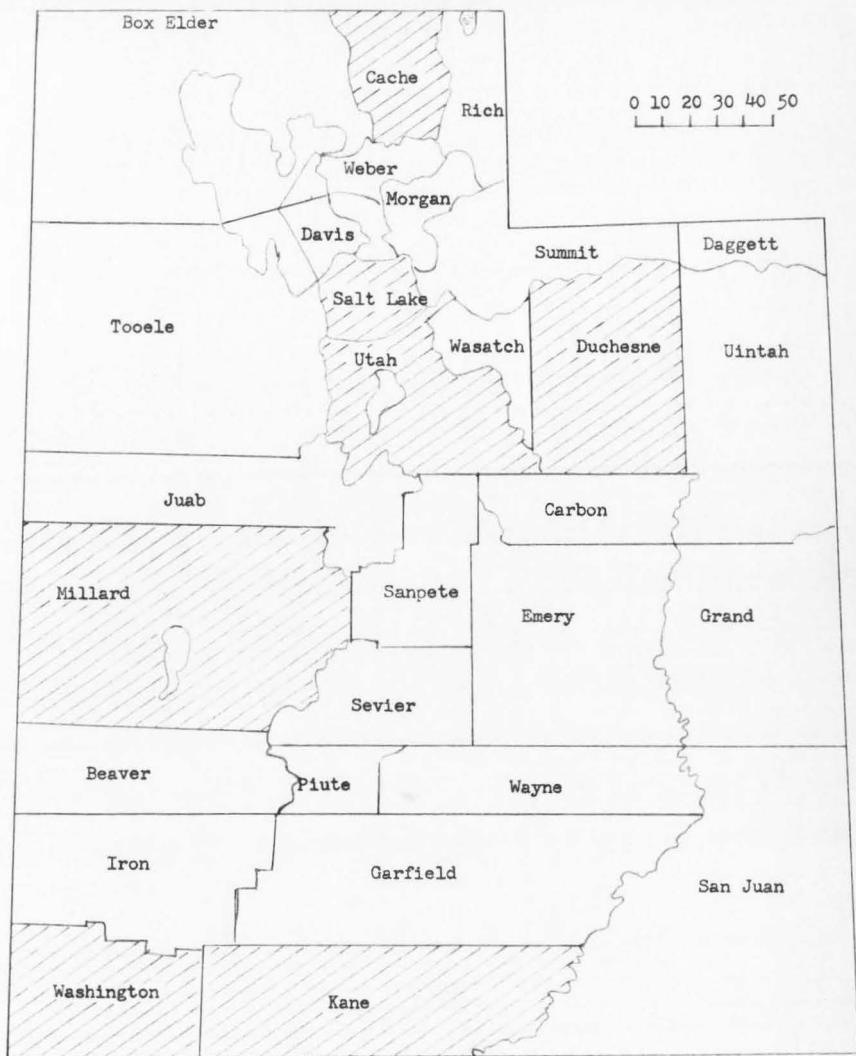 Box Elder
Cache
Rich
0 10 20 30 40 50
Weber
Morgan
Davis
Summit
Daggett
Salt Lake
Tooele
Utah
Wasatch
Duchesne
Uintah
Juab
Carbon
Millard
Sanpete
Emery
Grand
Sevier
Beaver
Piute
Wayne
Iron
Garfield
San Juan
Washington
Kane